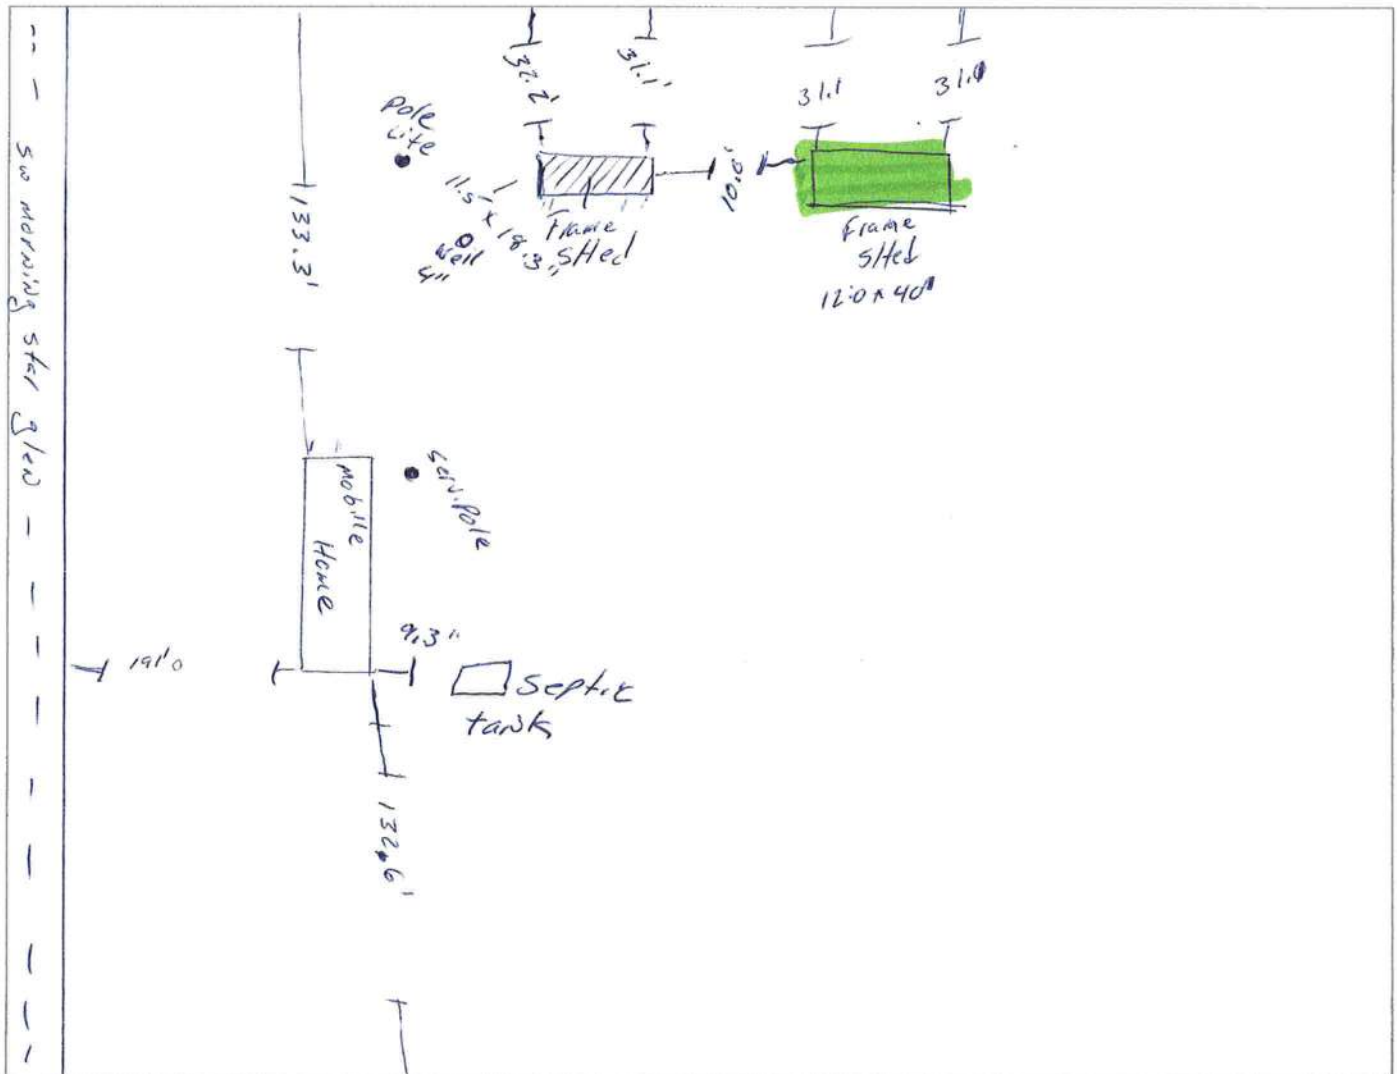 32.2'
31.1'
31.1
31.0
pole
Lite
133.3'
11.5' x 18.3"
10.0'
Frame
SHed
Frame
SHed
12.0 x 40'
well
4"
sw morning star glen
serv. Pole
mobille
Home
9.3"
191'0
Septic
tank
132.6'